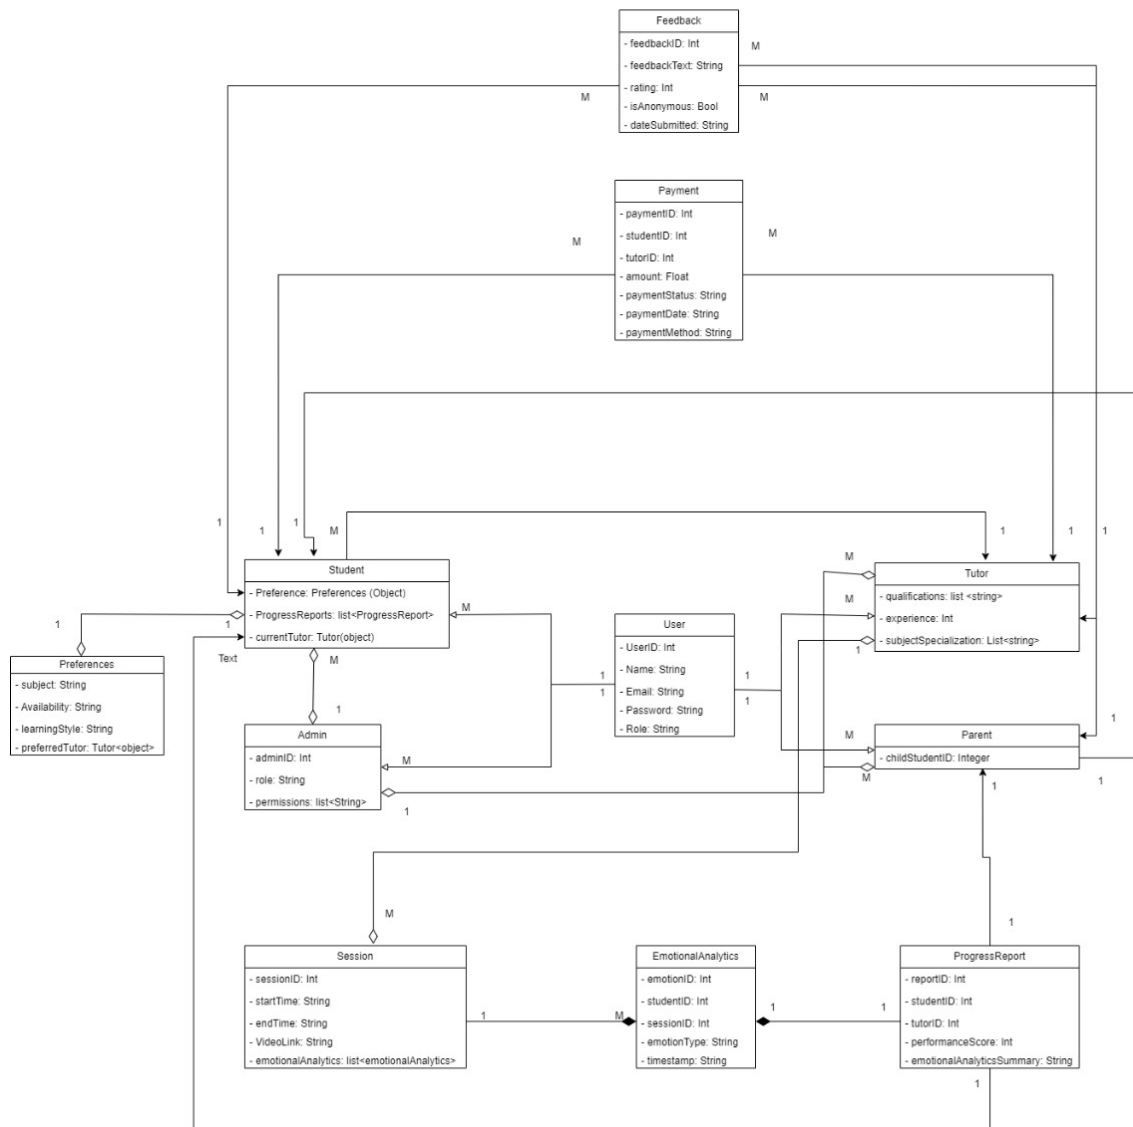 Feedback
- feedbackID: Int
- feedbackText: String
- rating: Int
- isAnonymous: Bool
- dateSubmitted: String
M
M
M
Payment
- paymentID: Int
- studentID: Int
- tutorID: Int
- amount: Float
- paymentStatus: String
- paymentDate: String
- paymentMethod: String
M
M
1
1
1
M
1
1
1
Student
- Preference: Preferences (Object)
- ProgressReports: list<ProgressReport>
- currentTutor: Tutor(object)
1
1
Text
M
M
Preferences
- subject: String
- Availability: String
- learningStyle: String
- preferredTutor: Tutor<object>
User
- UserID: Int
- Name: String
- Email: String
- Password: String
- Role: String
1
1
1
1
Tutor
- qualifications: list <string>
- experience: Int
- subjectSpecialization: List<string>
M
M
1
Admin
- adminID: Int
- role: String
- permissions: list<String>
1
M
1
Parent
- childStudentID: Integer
M
M
1
1
1
Session
- sessionID: Int
- startTime: String
- endTime: String
- VideoLink: String
- emotionalAnalytics: list<emotionalAnalytics>
M
1
M
EmotionalAnalytics
- emotionID: Int
- studentID: Int
- sessionID: Int
- emotionType: String
- timestamp: String
1
1
ProgressReport
- reportID: Int
- studentID: Int
- tutorID: Int
- performanceScore: Int
- emotionalAnalyticsSummary: String
1
1